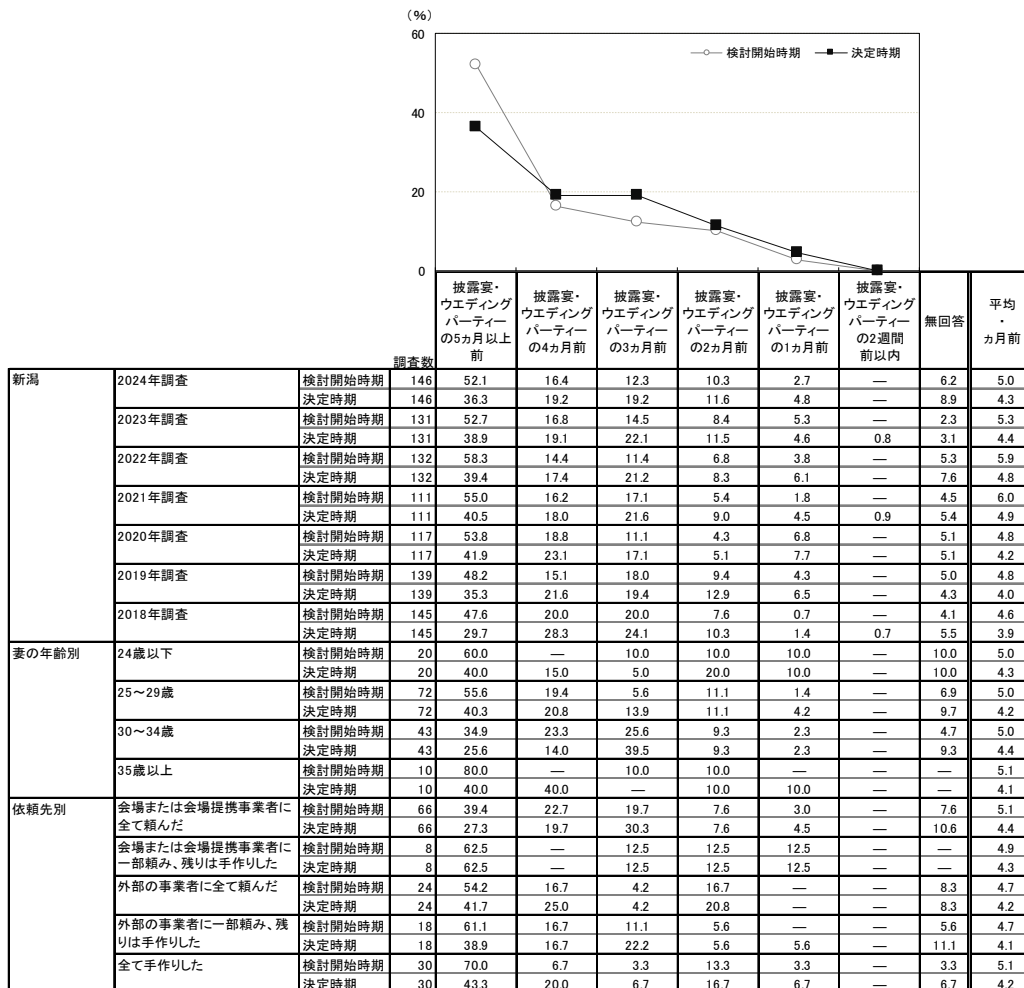 （%）
60
40
20
0
検討開始時期 決定時期
調査数
披露宴・ウエディングパーティーの5ヵ月以上前
披露宴・ウエディングパーティーの4ヵ月前
披露宴・ウエディングパーティーの3ヵ月前
披露宴・ウエディングパーティーの2ヵ月前
披露宴・ウエディングパーティーの1ヵ月前
披露宴・ウエディングパーティーの2週間前以内
無回答
平均・ヵ月前
新潟 2024年調査 検討開始時期 146 52.1 16.4 12.3 10.3 2.7 — 6.2 5.0
決定時期 146 36.3 19.2 19.2 11.6 4.8 — 8.9 4.3
2023年調査 検討開始時期 131 52.7 16.8 14.5 8.4 5.3 — 2.3 5.3
決定時期 131 38.9 19.1 22.1 11.5 4.6 0.8 3.1 4.4
2022年調査 検討開始時期 132 58.3 14.4 11.4 6.8 3.8 — 5.3 5.9
決定時期 132 39.4 17.4 21.2 8.3 6.1 — 7.6 4.8
2021年調査 検討開始時期 111 55.0 16.2 17.1 5.4 1.8 — 4.5 6.0
決定時期 111 40.5 18.0 21.6 9.0 4.5 0.9 5.4 4.9
2020年調査 検討開始時期 117 53.8 18.8 11.1 4.3 6.8 — 5.1 4.8
決定時期 117 41.9 23.1 17.1 5.1 7.7 — 5.1 4.2
2019年調査 検討開始時期 139 48.2 15.1 18.0 9.4 4.3 — 5.0 4.8
決定時期 139 35.3 21.6 19.4 12.9 6.5 — 4.3 4.0
2018年調査 検討開始時期 145 47.6 20.0 20.0 7.6 0.7 — 4.1 4.6
決定時期 145 29.7 28.3 24.1 10.3 1.4 0.7 5.5 3.9
妻の年齢別 24歳以下 検討開始時期 20 60.0 — 10.0 10.0 10.0 — 10.0 5.0
決定時期 20 40.0 15.0 5.0 20.0 10.0 — 10.0 4.3
25～29歳 検討開始時期 72 55.6 19.4 5.6 11.1 1.4 — 6.9 5.0
決定時期 72 40.3 20.8 13.9 11.1 4.2 — 9.7 4.2
30～34歳 検討開始時期 43 34.9 23.3 25.6 9.3 2.3 — 4.7 5.0
決定時期 43 25.6 14.0 39.5 9.3 2.3 — 9.3 4.4
35歳以上 検討開始時期 10 80.0 — 10.0 10.0 — — — 5.1
決定時期 10 40.0 40.0 — 10.0 10.0 — — 4.1
依頼先別 会場または会場提携事業者に全て頼んだ 検討開始時期 66 39.4 22.7 19.7 7.6 3.0 — 7.6 5.1
決定時期 66 27.3 19.7 30.3 7.6 4.5 — 10.6 4.4
会場または会場提携事業者に一部頼み、残りは手作りした 検討開始時期 8 62.5 — 12.5 12.5 12.5 — — 4.9
決定時期 8 62.5 — 12.5 12.5 12.5 — — 4.3
外部の事業者に全て頼んだ 検討開始時期 24 54.2 16.7 4.2 16.7 — — 8.3 4.7
決定時期 24 41.7 25.0 4.2 20.8 — — 8.3 4.2
外部の事業者に一部頼み、残りは手作りした 検討開始時期 18 61.1 16.7 11.1 5.6 — — 5.6 4.7
決定時期 18 38.9 16.7 22.2 5.6 5.6 — 11.1 4.1
全て手作りした 検討開始時期 30 70.0 6.7 3.3 13.3 3.3 — 3.3 5.1
決定時期 30 43.3 20.0 6.7 16.7 6.7 — 6.7 4.2